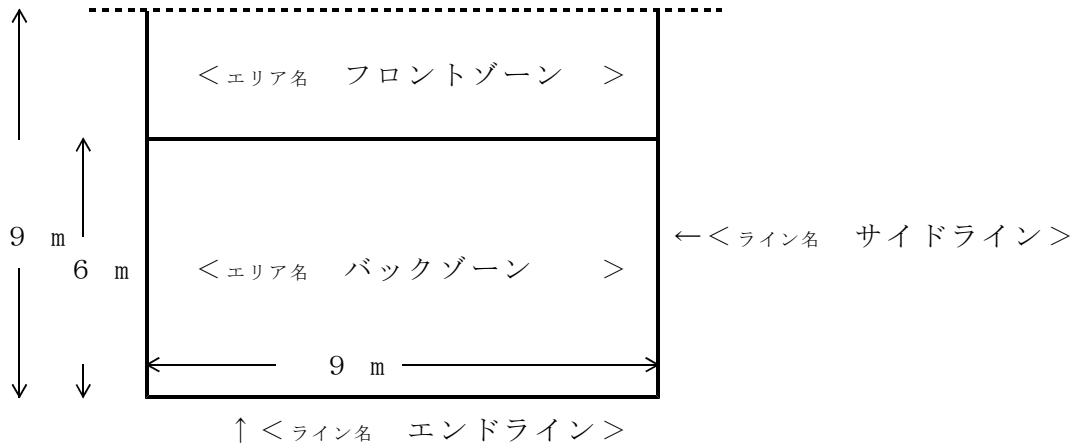 <エリア名　フロントゾーン　>
9　m
←<ライン名　サイドライン>
6　m
<エリア名　バックゾーン　　>
9　m
↑<ライン名　エンドライン>